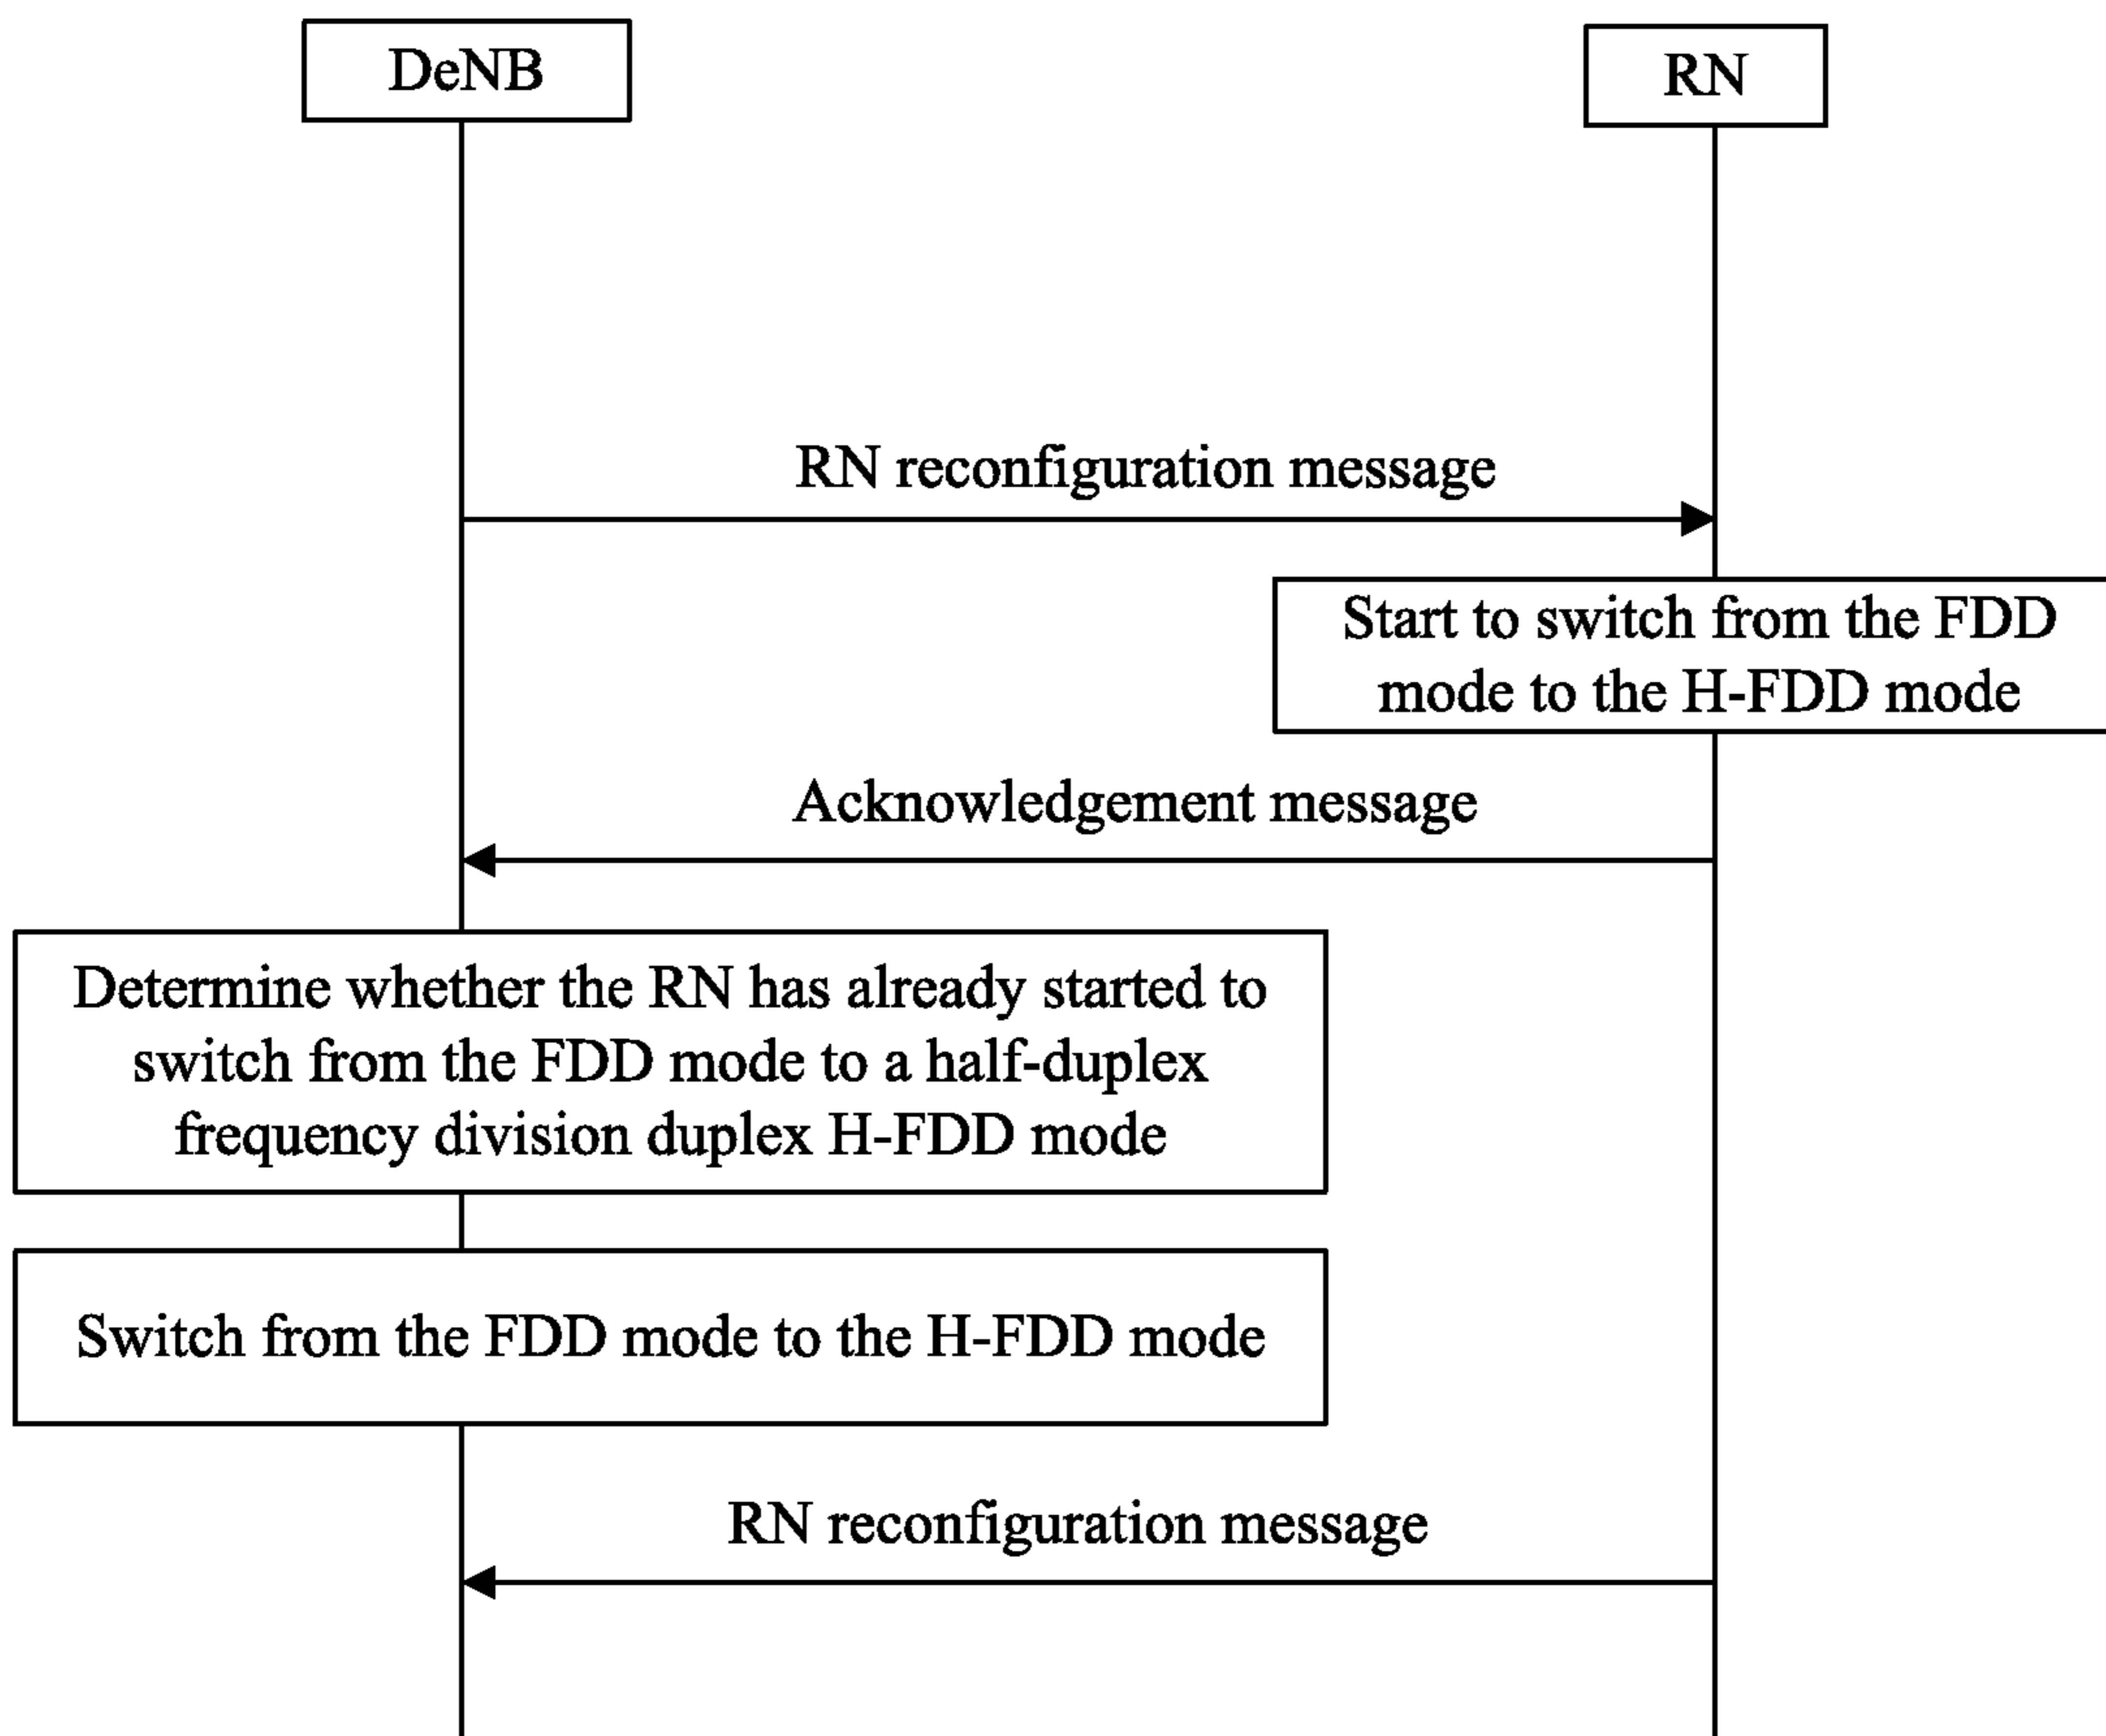 DeNB
RN
RN reconfiguration message
Start to switch from the FDD
mode to the H-FDD mode
Acknowledgement message
Determine whether the RN has already started to
switch from the FDD mode to a half-duplex
frequency division duplex H-FDD mode
Switch from the FDD mode to the H-FDD mode
RN reconfiguration message